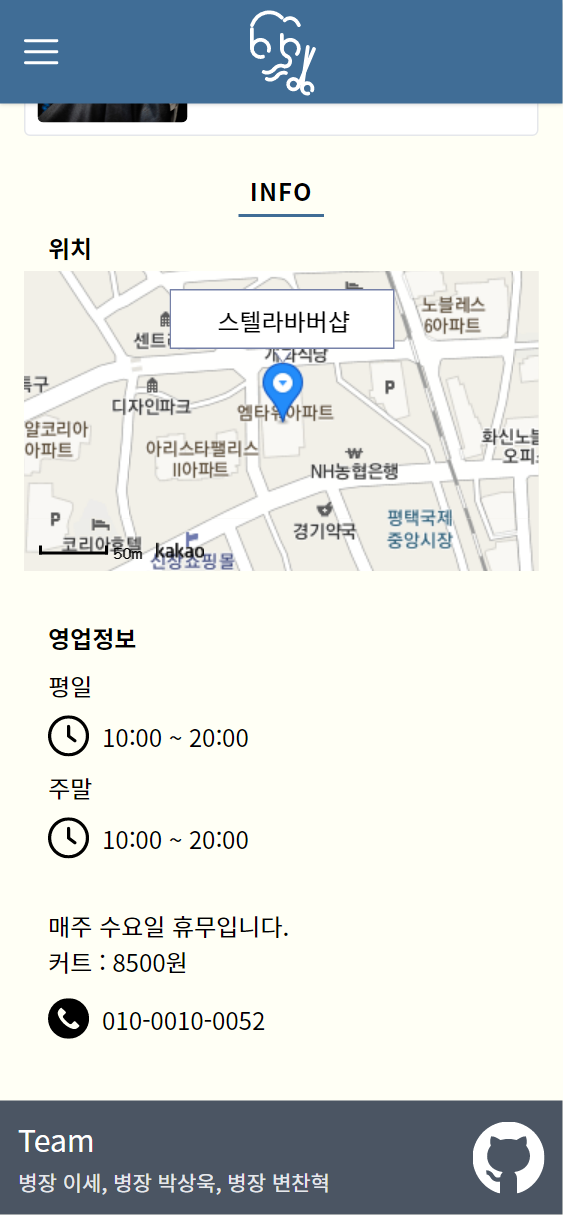 INFO
위치
스텔라바버샵
노블레스
6아파트
센트
개화식당
특구
디자인파크
P
엠타워아파트
얄코리아
아파트
아리스타팰리스
II아파트
화신노블
오피스
₩
NH농협은행
P
경기약국
평택국제
중앙시장
코리아호텔
50m kakao
신장쇼핑몰
영업정보
평일
10:00 ~ 20:00
주말
10:00 ~ 20:00
매주 수요일 휴무입니다.
커트 : 8500원
010-0010-0052
Team
병장 이세, 병장 박상욱, 병장 변찬혁